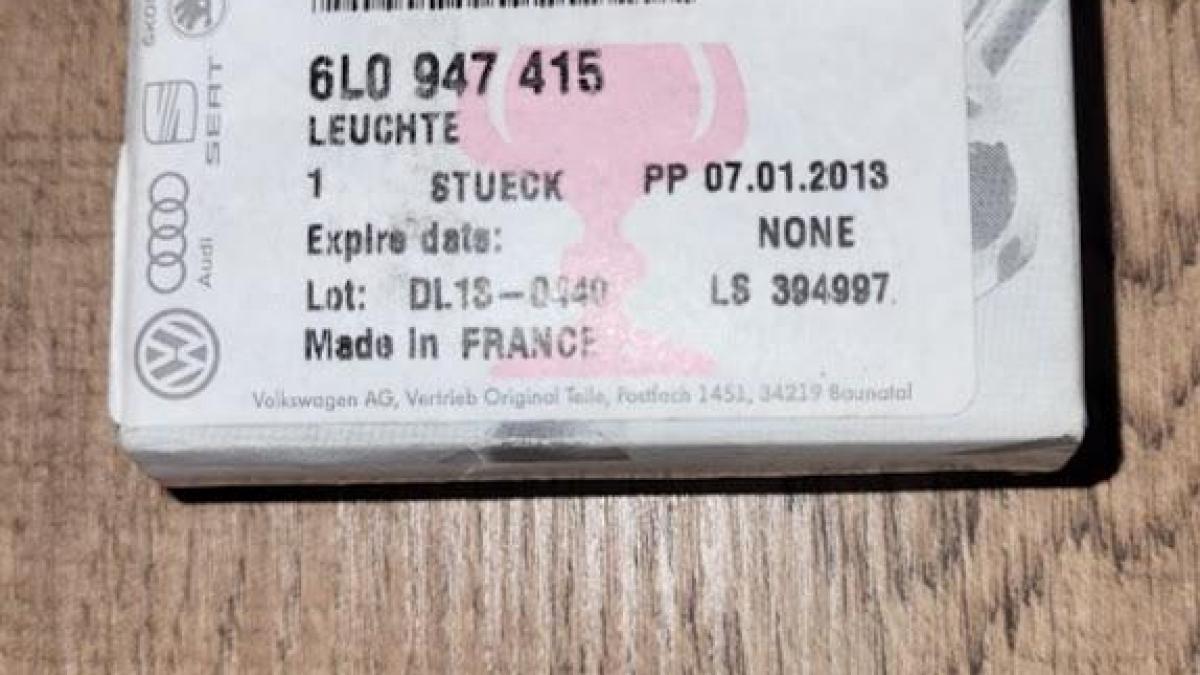 ŠKODA
SEAT
Audi
6L0 947 415
LEUCHTE
1 STUECK PP 07.01.2013
Expire date: NONE
Lot: LS 394997
Made in FRANCE
Volkswagen AG, Vertrieb Original Teile, Postfach 1451, 34219 Baunatal